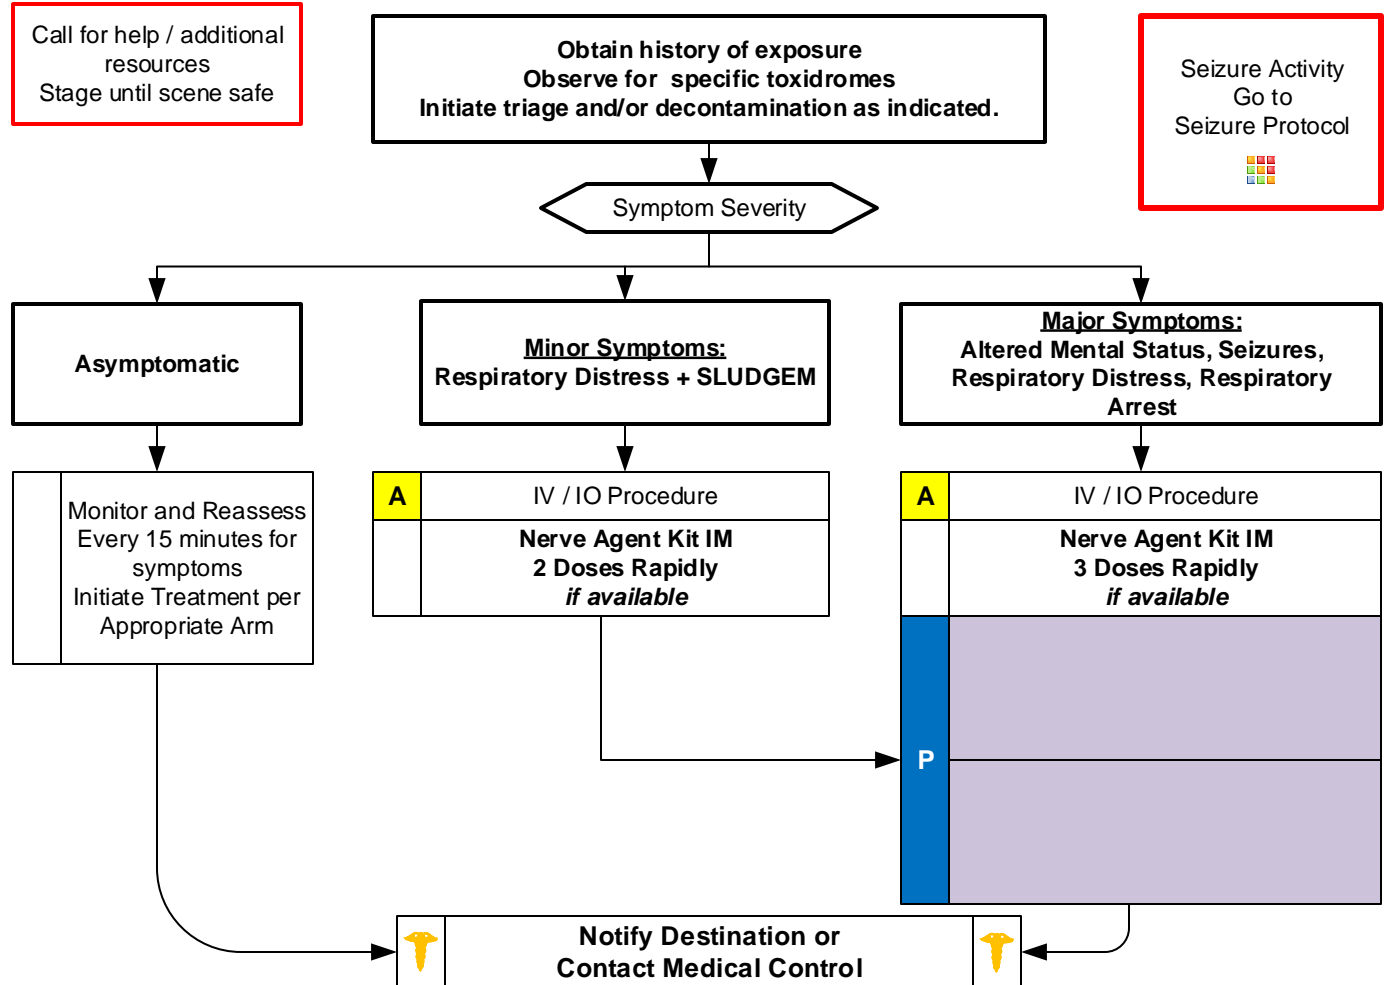 Call for help / additional
resources
Stage until scene safe
Obtain history of exposure
Observe for specific toxidromes
Initiate triage and/or decontamination as indicated.
Seizure Activity
Go to
Seizure Protocol
Symptom Severity
Asymptomatic
Minor Symptoms:
Respiratory Distress + SLUDGEM
Major Symptoms:
Altered Mental Status, Seizures,
Respiratory Distress, Respiratory
Arrest
Monitor and Reassess
Every 15 minutes for
symptoms
Initiate Treatment per
Appropriate Arm
A
IV / IO Procedure
Nerve Agent Kit IM
2 Doses Rapidly
if available
A
IV / IO Procedure
Nerve Agent Kit IM
3 Doses Rapidly
if available
P
Notify Destination or
Contact Medical Control